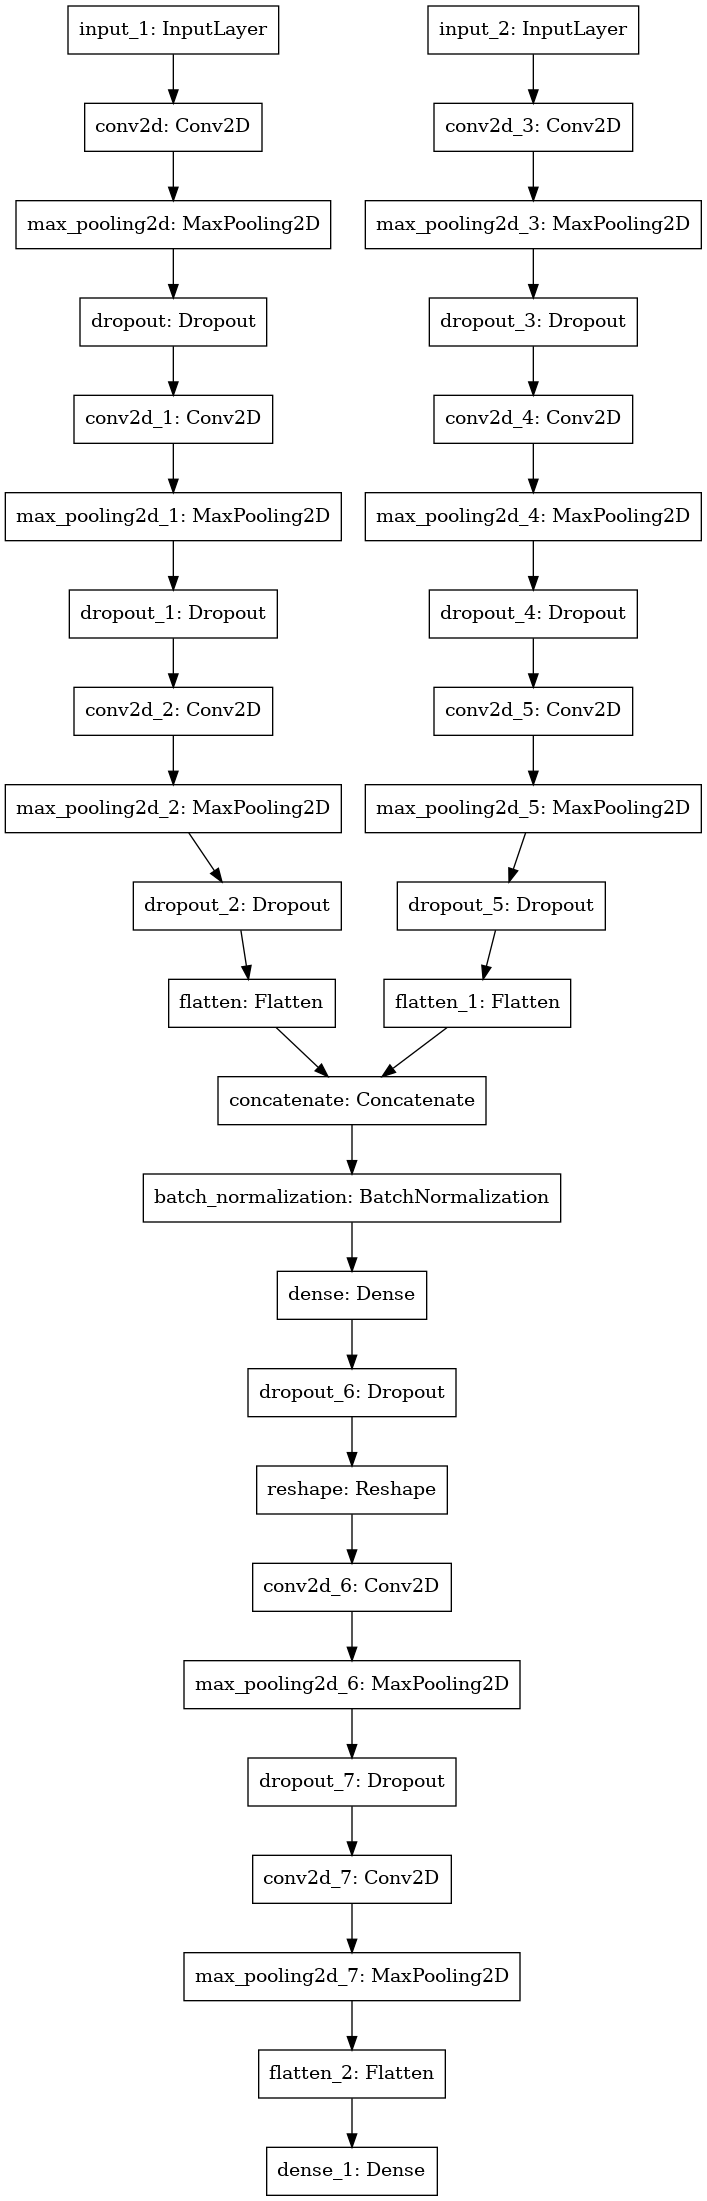 input_1: InputLayer
input_2: InputLayer
conv2d: Conv2D
conv2d_3: Conv2D
max_pooling2d: MaxPooling2D
max_pooling2d_3: MaxPooling2D
dropout: Dropout
dropout_3: Dropout
conv2d_1: Conv2D
conv2d_4: Conv2D
max_pooling2d_1: MaxPooling2D
max_pooling2d_4: MaxPooling2D
dropout_1: Dropout
dropout_4: Dropout
conv2d_2: Conv2D
conv2d_5: Conv2D
max_pooling2d_2: MaxPooling2D
max_pooling2d_5: MaxPooling2D
dropout_2: Dropout
dropout_5: Dropout
flatten: Flatten
flatten_1: Flatten
concatenate: Concatenate
batch_normalization: BatchNormalization
dense: Dense
dropout_6: Dropout
reshape: Reshape
conv2d_6: Conv2D
max_pooling2d_6: MaxPooling2D
dropout_7: Dropout
conv2d_7: Conv2D
max_pooling2d_7: MaxPooling2D
flatten_2: Flatten
dense_1: Dense